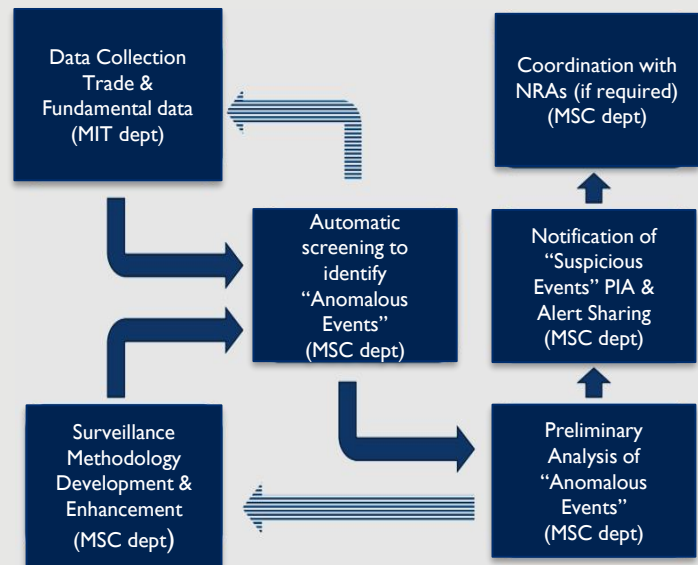 Data Collection
Trade &
Fundamental data
(MIT dept)
Coordination with
NRAs (if required)
(MSC dept)
Automatic
screening to
identify
“Anomalous
Events”
(MSC dept)
Notification of
“Suspicious
Events” PIA &
Alert Sharing
(MSC dept)
Surveillance
Methodology
Development &
Enhancement
(MSC dept)
Preliminary
Analysis of
“Anomalous
Events”
(MSC dept)